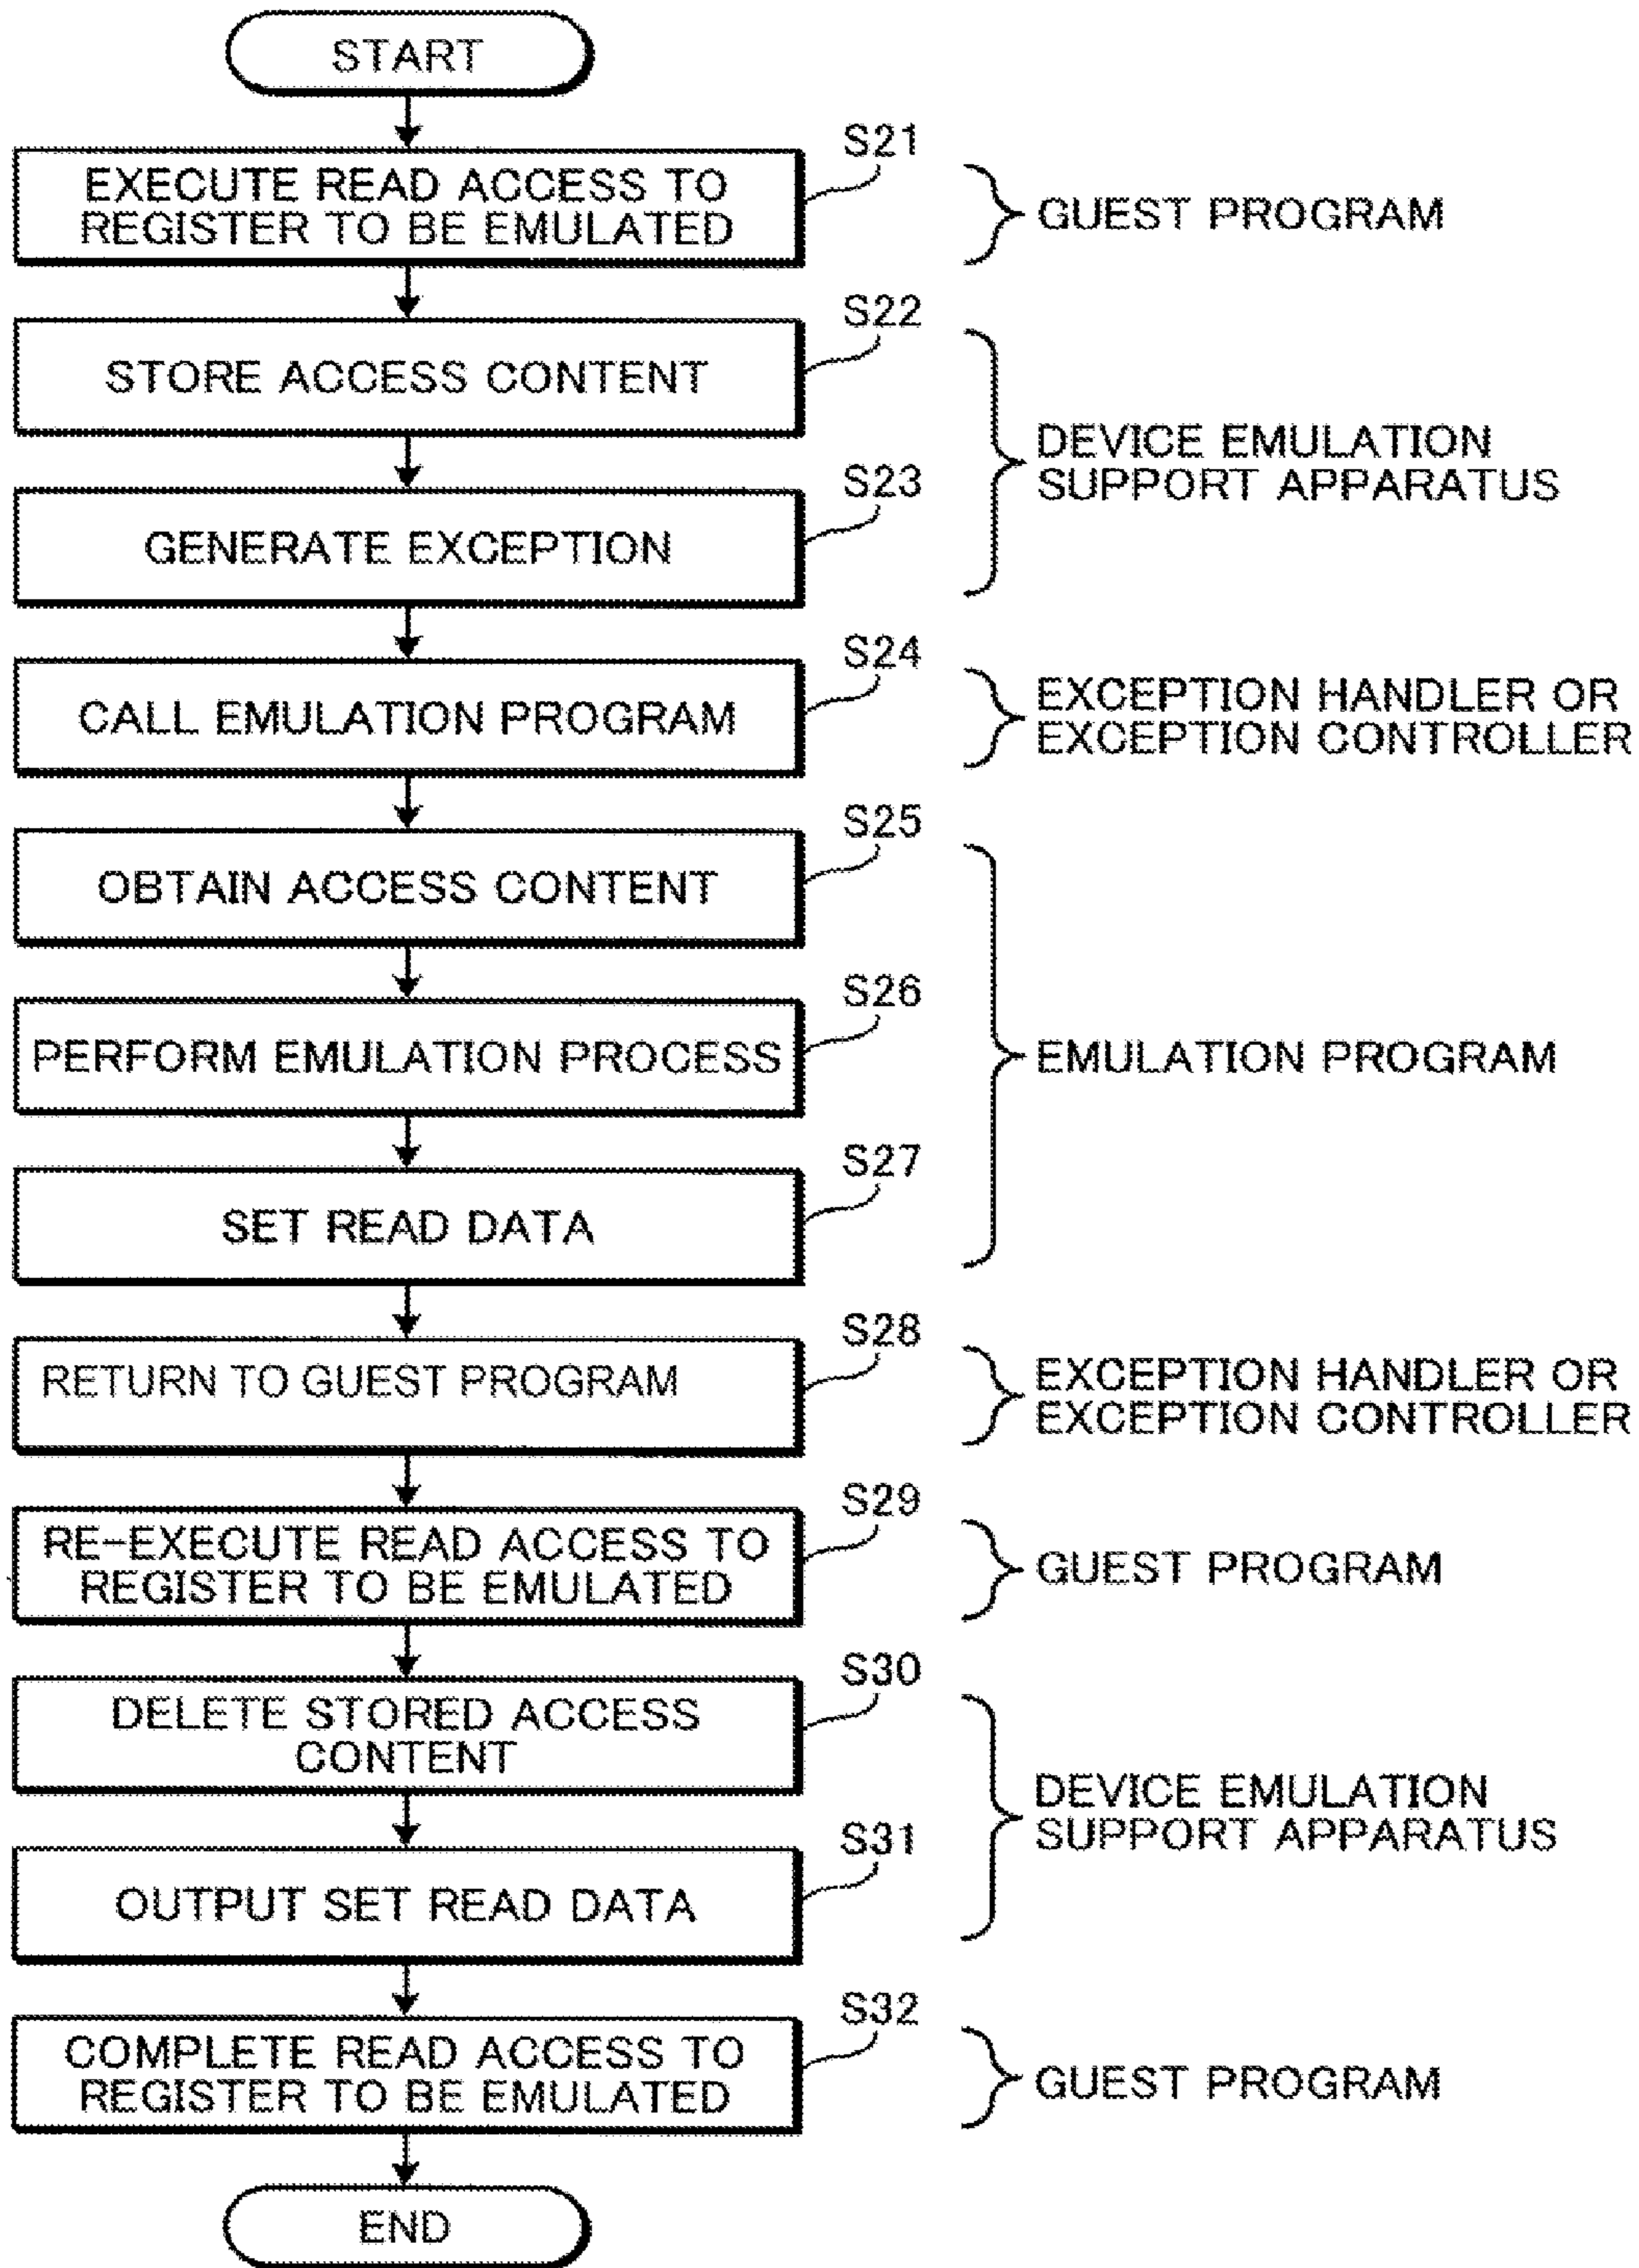 START
S21
EXECUTE READ ACCESS TO
REGISTER TO BE EMULATED
GUEST PROGRAM
S22
STORE ACCESS CONTENT
DEVICE EMULATION
SUPPORT APPARATUS
S23
GENERATE EXCEPTION
S24
CALL EMULATION PROGRAM
EXCEPTION HANDLER OR
EXCEPTION CONTROLLER
S25
OBTAIN ACCESS CONTENT
S26
PERFORM EMULATION PROCESS
EMULATION PROGRAM
S27
SET READ DATA
S28
RETURN TO GUEST PROGRAM
EXCEPTION HANDLER OR
EXCEPTION CONTROLLER
S29
RE-EXECUTE READ ACCESS TO
REGISTER TO BE EMULATED
GUEST PROGRAM
S30
DELETE STORED ACCESS
CONTENT
DEVICE EMULATION
SUPPORT APPARATUS
S31
OUTPUT SET READ DATA
S32
COMPLETE READ ACCESS TO
REGISTER TO BE EMULATED
GUEST PROGRAM
END